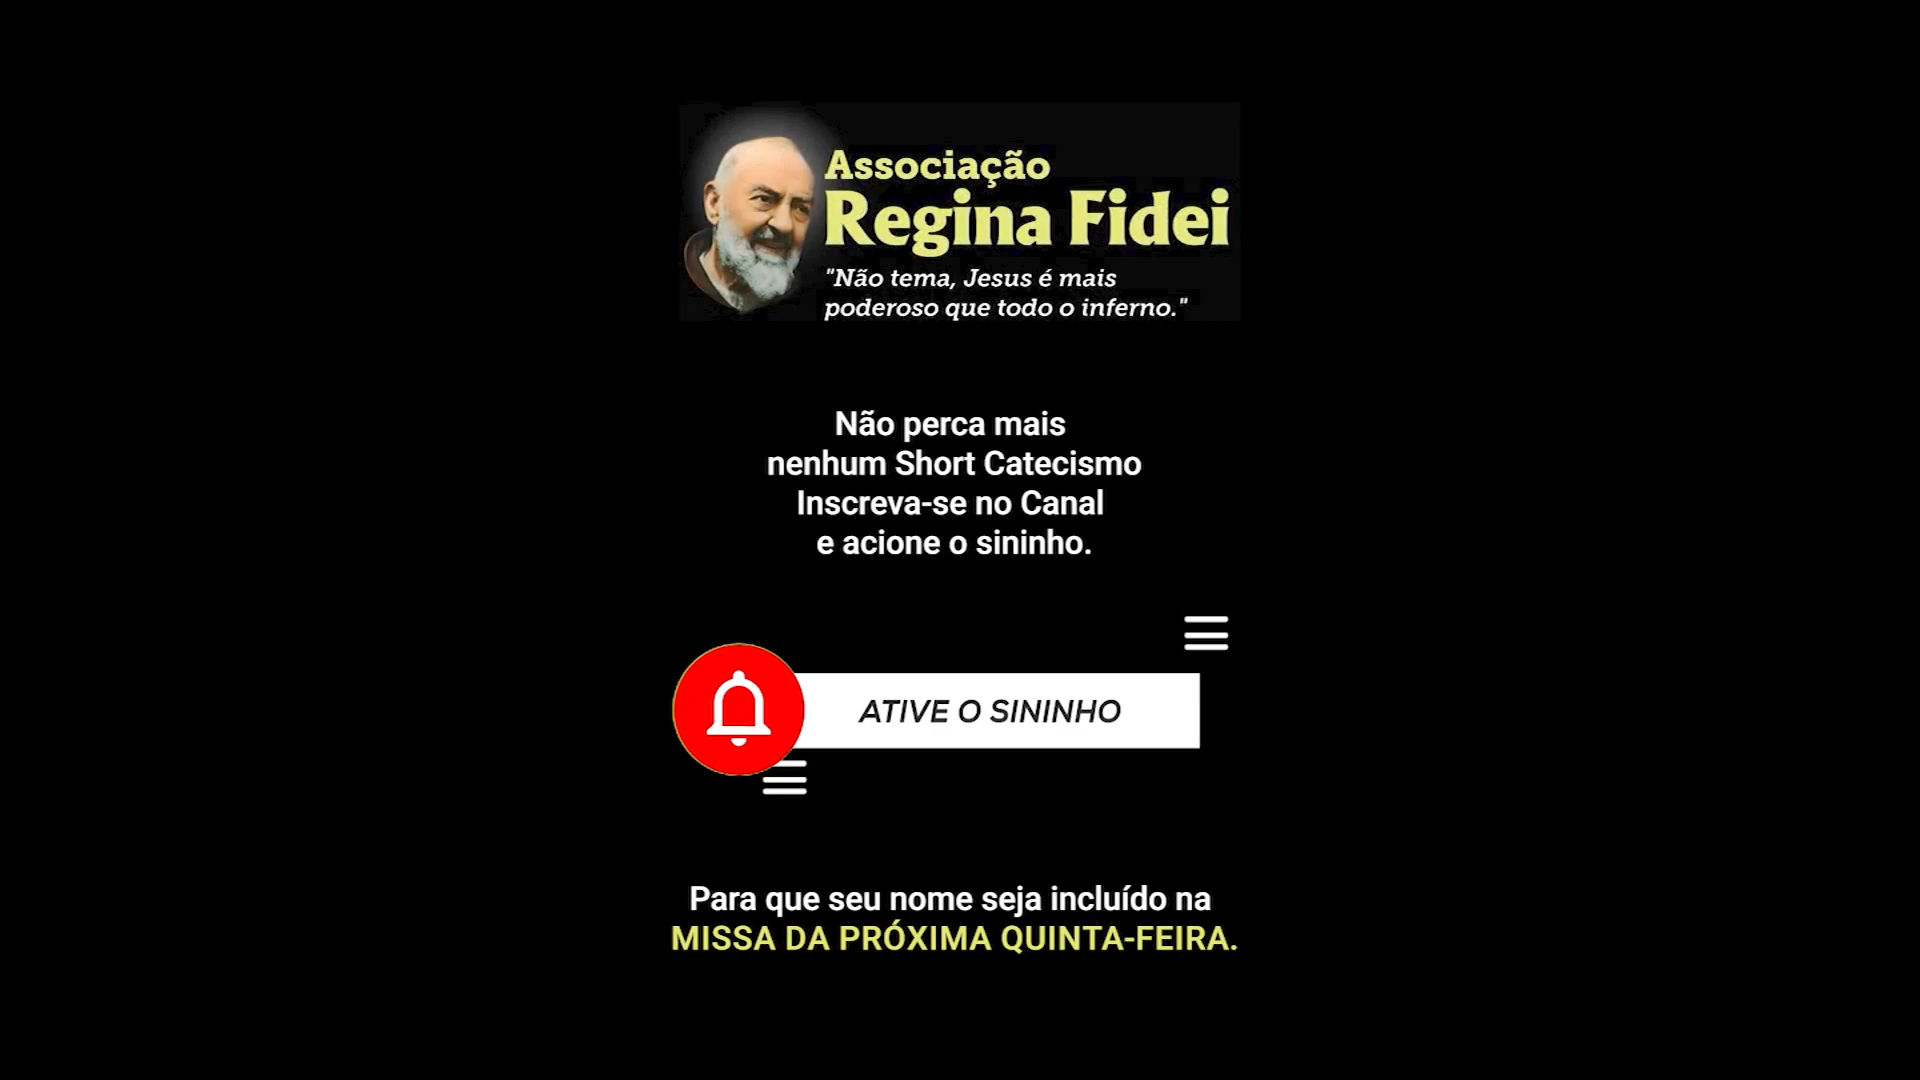 Associação
Regina Fidei
"Não tema, Jesus é mais
poderoso que todo o inferno."
Não perca mais
nenhum Short Catecismo
Inscreva-se no Canal
e acione o sininho.
ATIVE O SININHO
Para que seu nome seja incluído na
MISSA DA PRÓXIMA QUINTA-FEIRA.